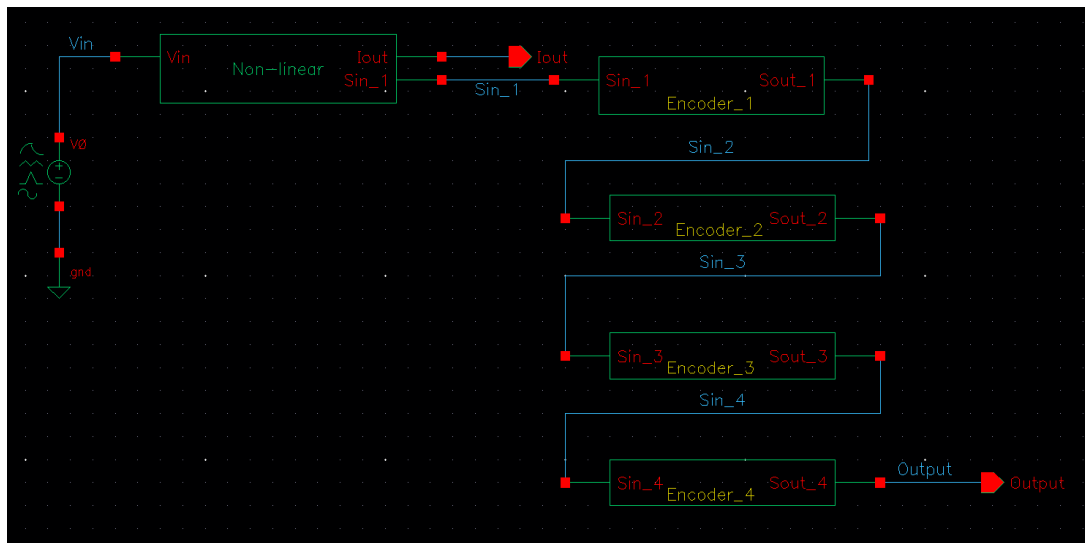 Vin
Vin
Non-linear
Iout
Iout
Sin_1
Sin_1
Sin_1
Sout_1
Encoder_1
VØ
Sin_2
Sin_2
Sout_2
Encoder_2
Sin_3
gnd
Sin_3
Sout_3
Encoder_3
Sin_4
Output
Sin_4
Sout_4
Encoder_4
Output